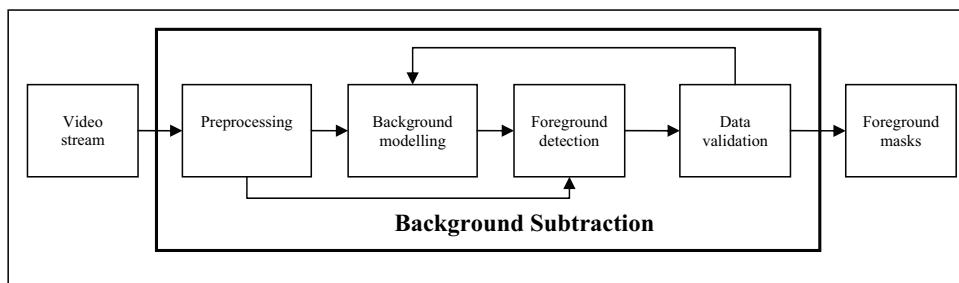 Video
stream
Preprocessing
Background
modelling
Foreground
detection
Data
validation
Foreground
masks
Background Subtraction